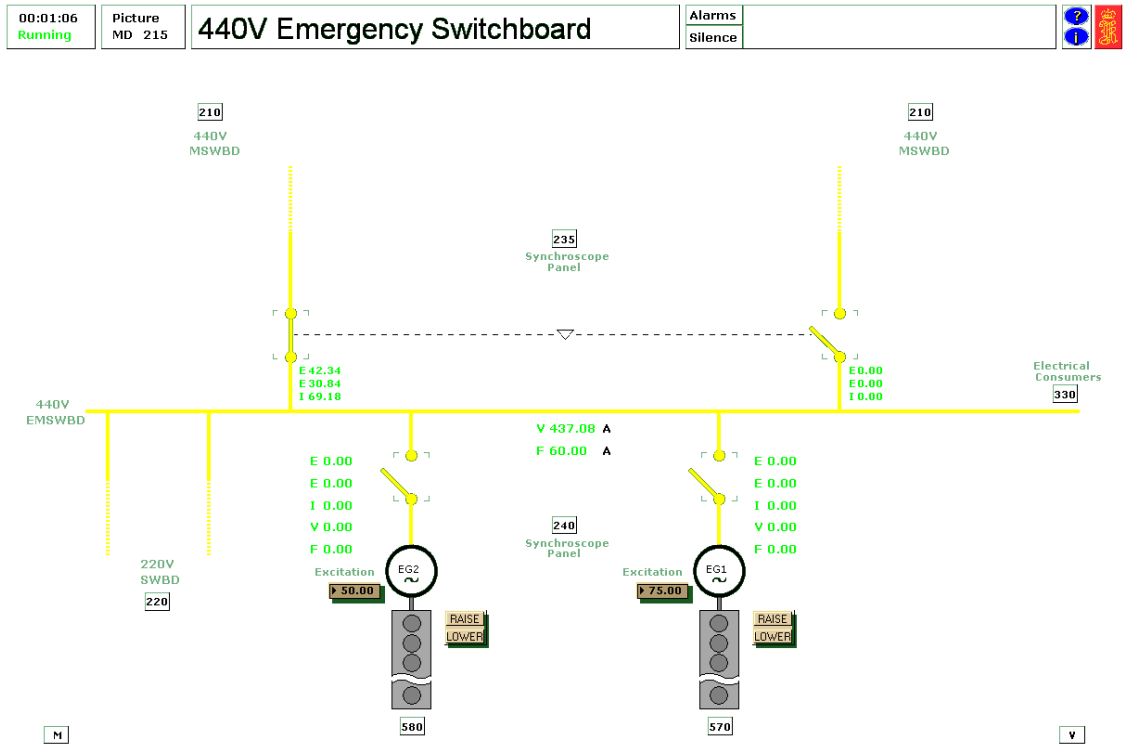 00:01:06
Running
Picture
MD 215
440V Emergency Switchboard
Alarms
Silence
?
i
210
440V
MSWBD
210
440V
MSWBD
235
Synchroscope
Panel
E 42.34
E 30.84
I 69.18
E 0.00
E 0.00
I 0.00
Electrical
Consumers
330
440V
EMSWBD
V 437.08 A
F 60.00 A
E 0.00
E 0.00
I 0.00
V 0.00
F 0.00
E 0.00
E 0.00
I 0.00
V 0.00
F 0.00
240
Synchroscope
Panel
220V
SWBD
220
Excitation
50.00
EG2
RAISE
LOWER
580
Excitation
75.00
EG1
RAISE
LOWER
570
M
V